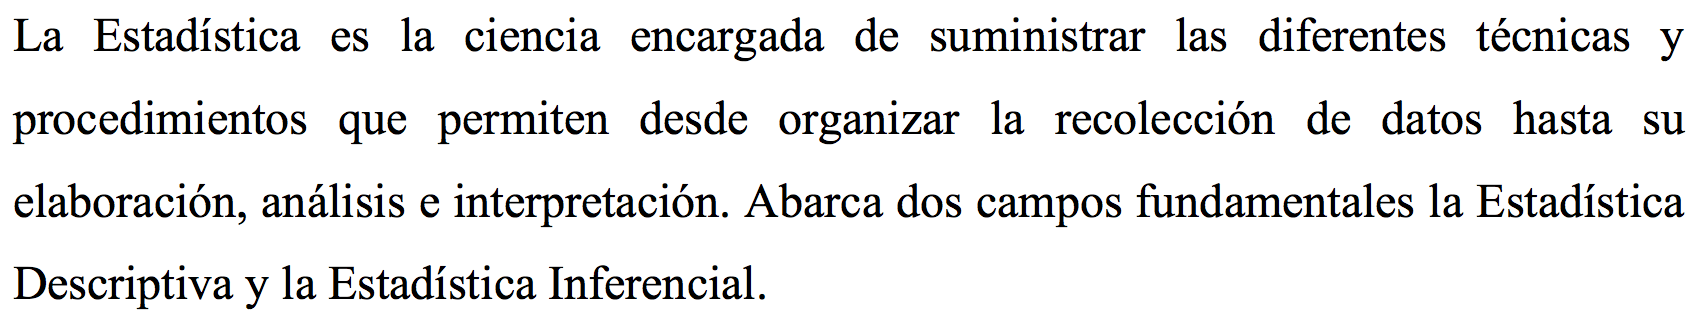 La Estadística es la ciencia encargada de suministrar las diferentes técnicas y
procedimientos que permiten desde organizar la recolección de datos hasta su
elaboración, análisis e interpretación. Abarca dos campos fundamentales la Estadística
Descriptiva y la Estadística Inferencial.